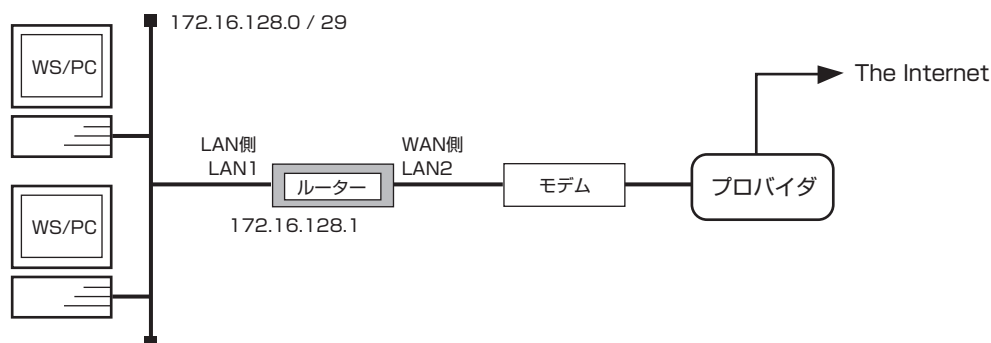 172.16.128.0 / 29
WS/PC
The Internet
LAN側
LAN1
WAN側
LAN2
ルーター
モデム
プロバイダ
172.16.128.1
WS/PC